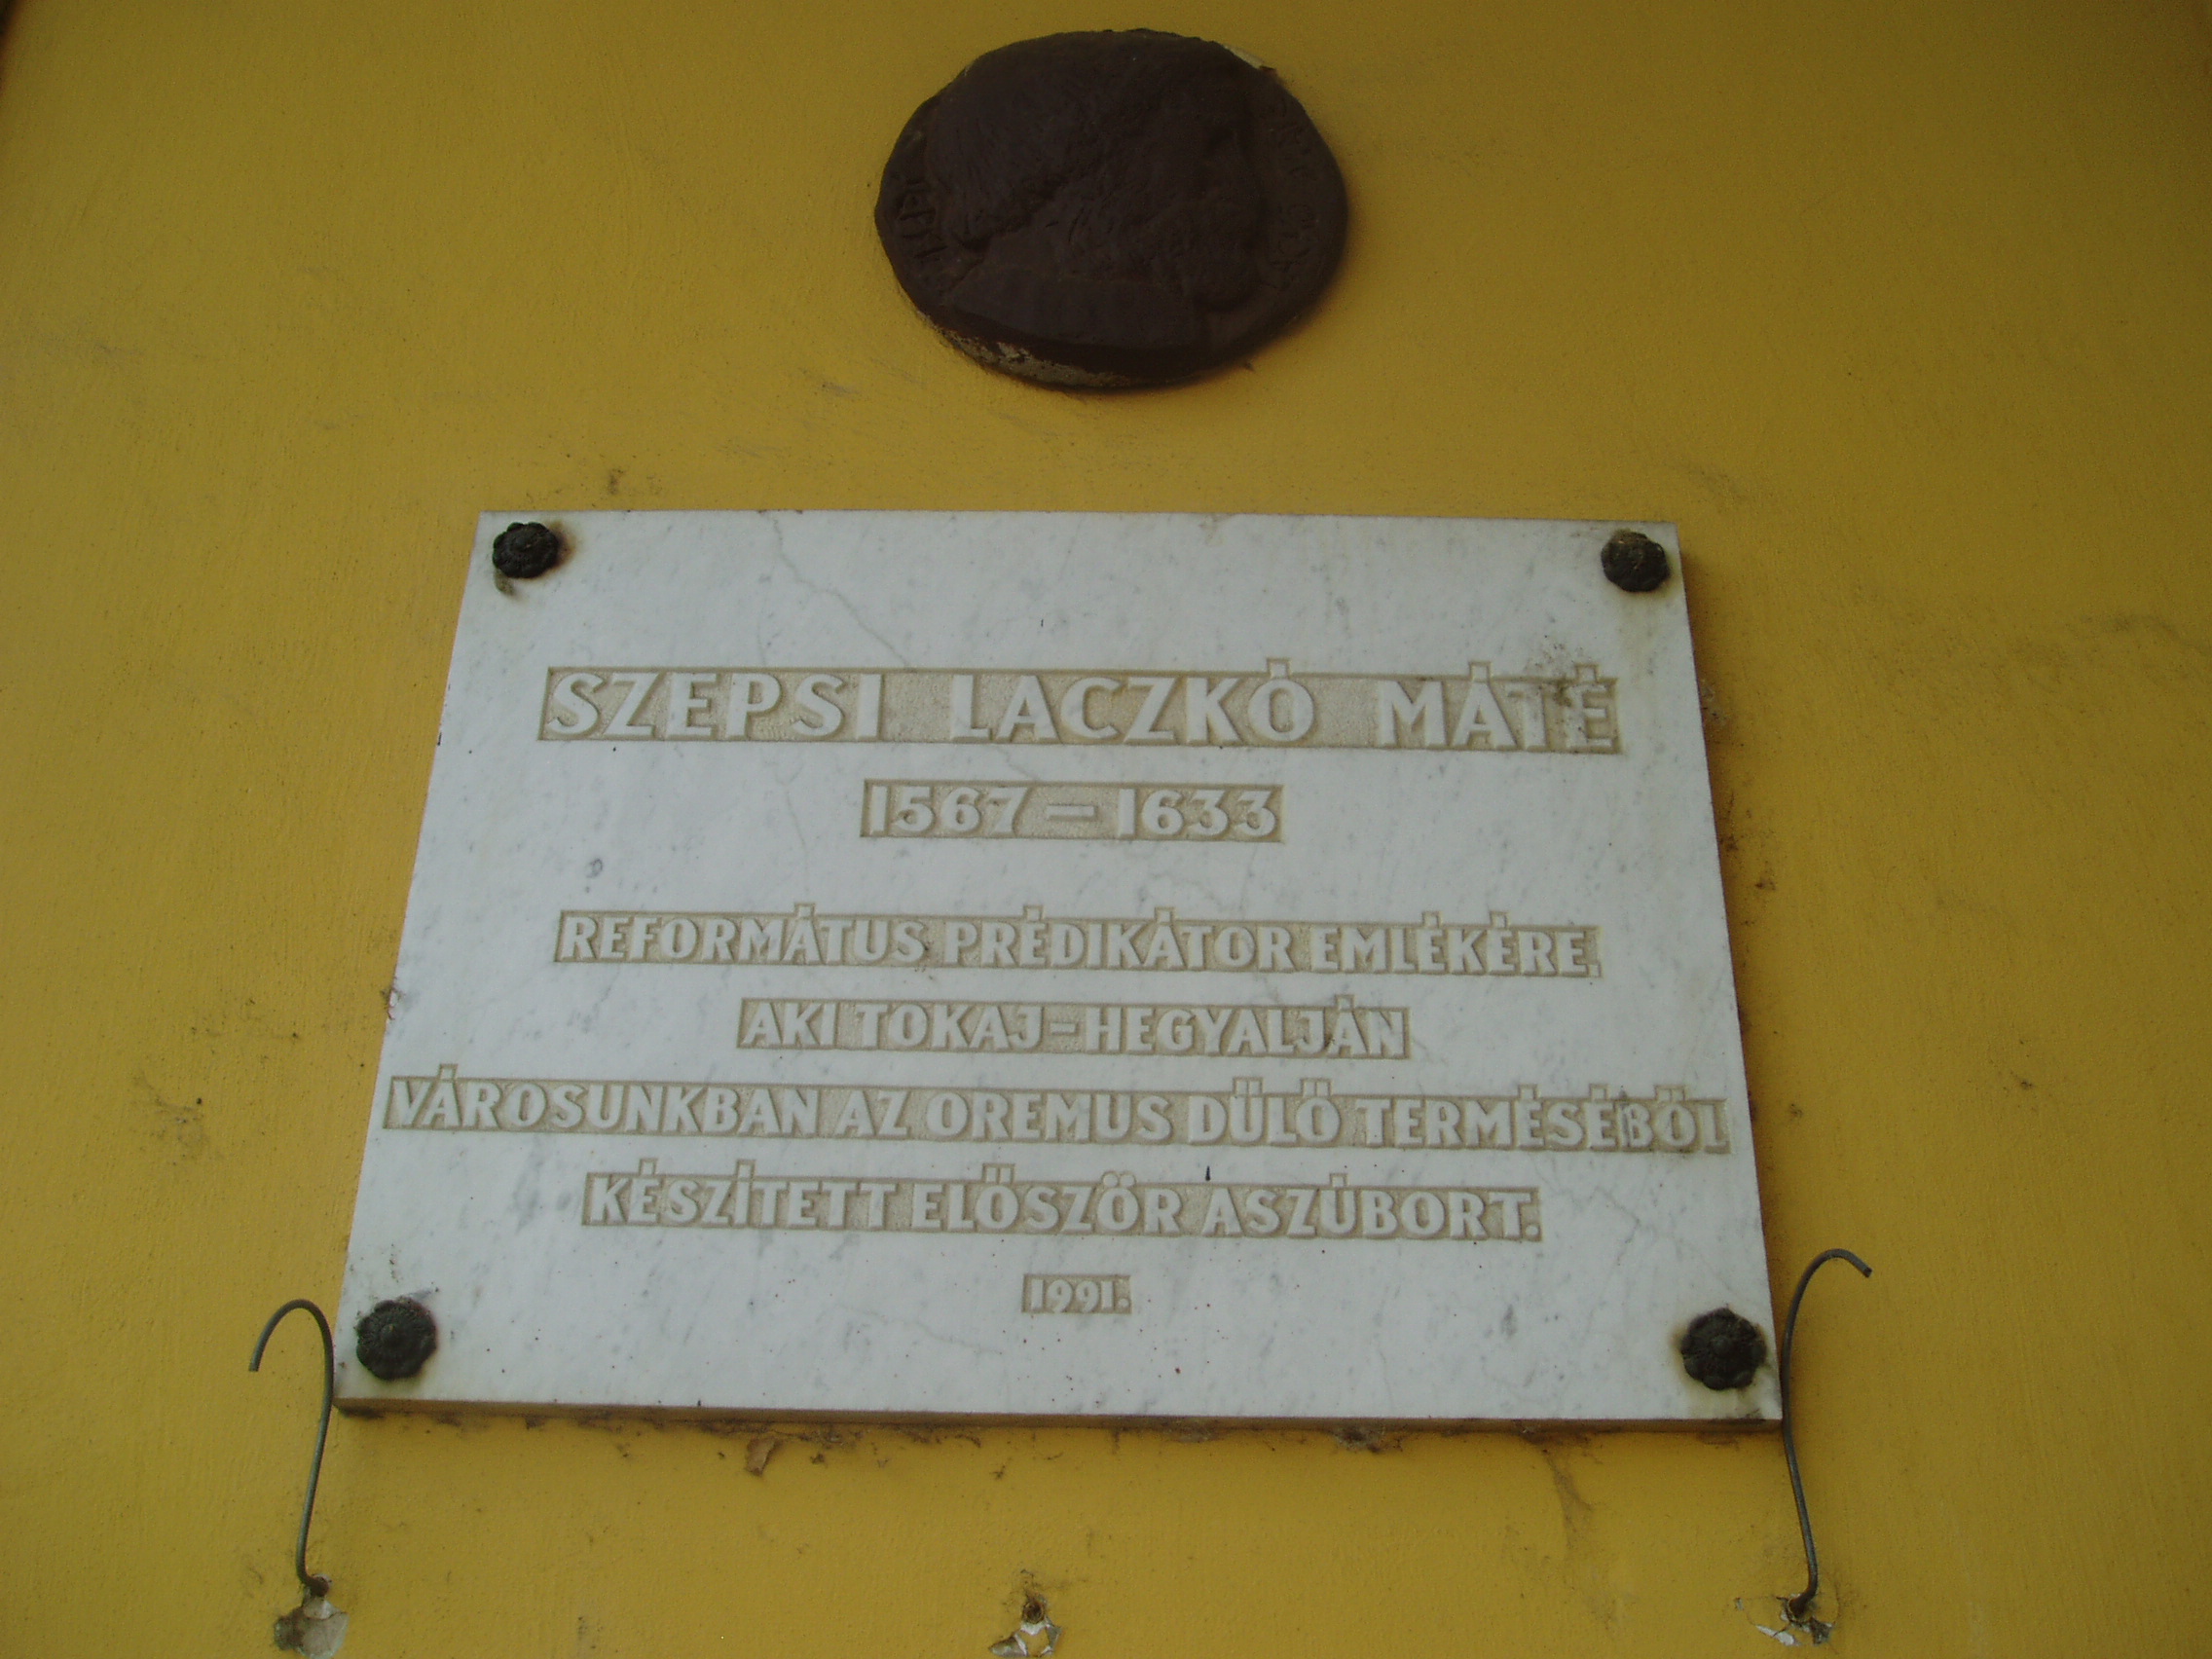 SZEPSI LACZKÓ MÁTÉ
1567-1633
REFORMÁTUS PRÉDIKÁTOR EMLÉKÉRE,
AKI TOKAJ-HEGYALJÁN
VÁROSUNKBAN AZ OREMUS DŰLŐ TERMÉSÉBŐL
KÉSZÍTETT ELŐSZÖR ASZÚBORT.
1991.